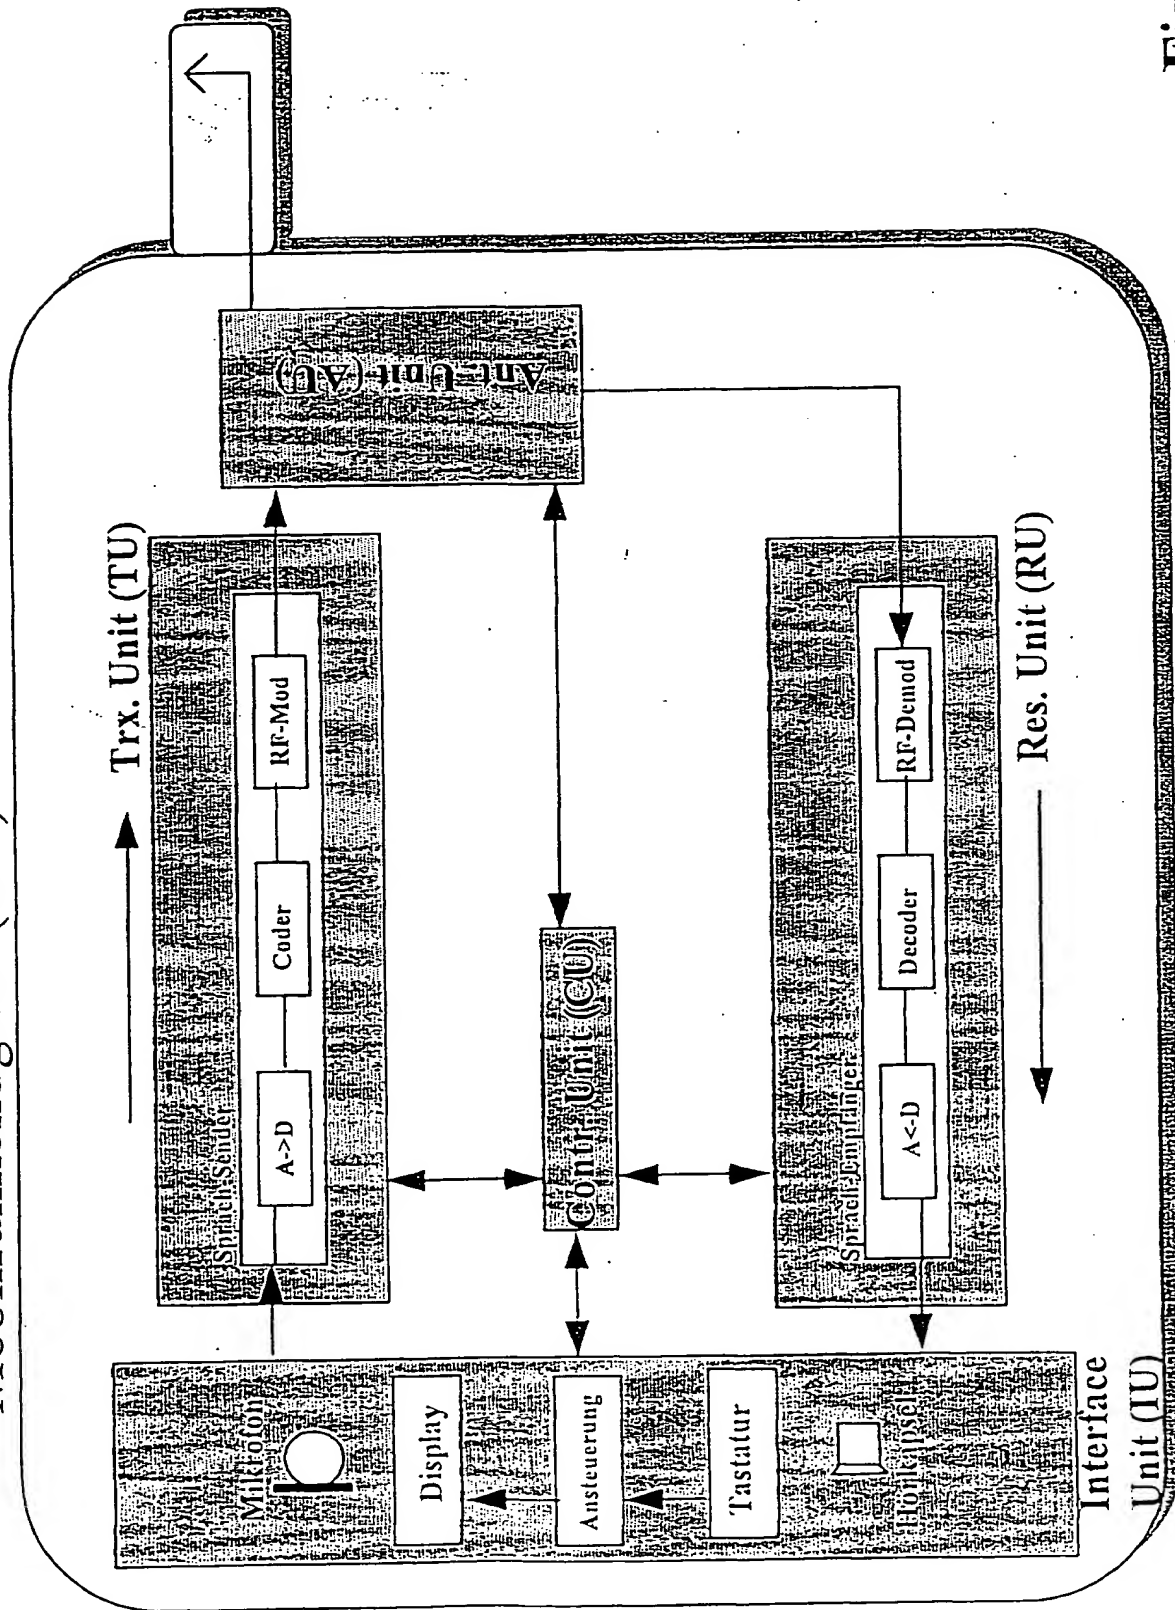 Trx. Unit (TU)
Sprach Sender
A->D
Coder
RF-Mod
Ant. Unit (AU)
Mikrofon
Display
Ansteuerung
Tastatur
Hörkapsel
Interface
Unit (IU)
Contr. Unit (CU)
Sprach Empfänger
A<-D
Decoder
RF-Demod
Res. Unit (RU)